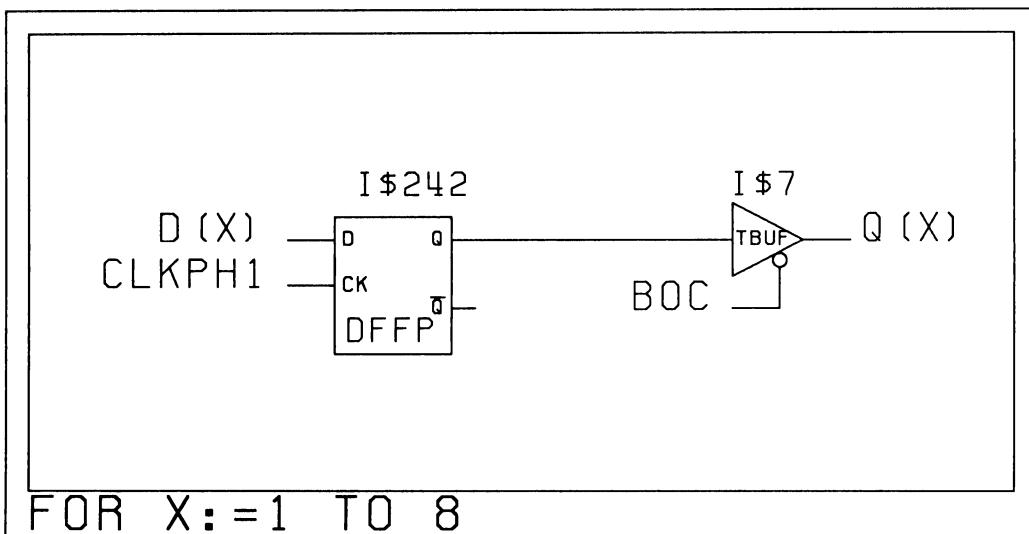 I$242
I$7
D(X)
D
Q
TBUF
Q(X)
CLKPH1
CK
BOC
Q̅
DFFP
FOR X:=1 TO 8